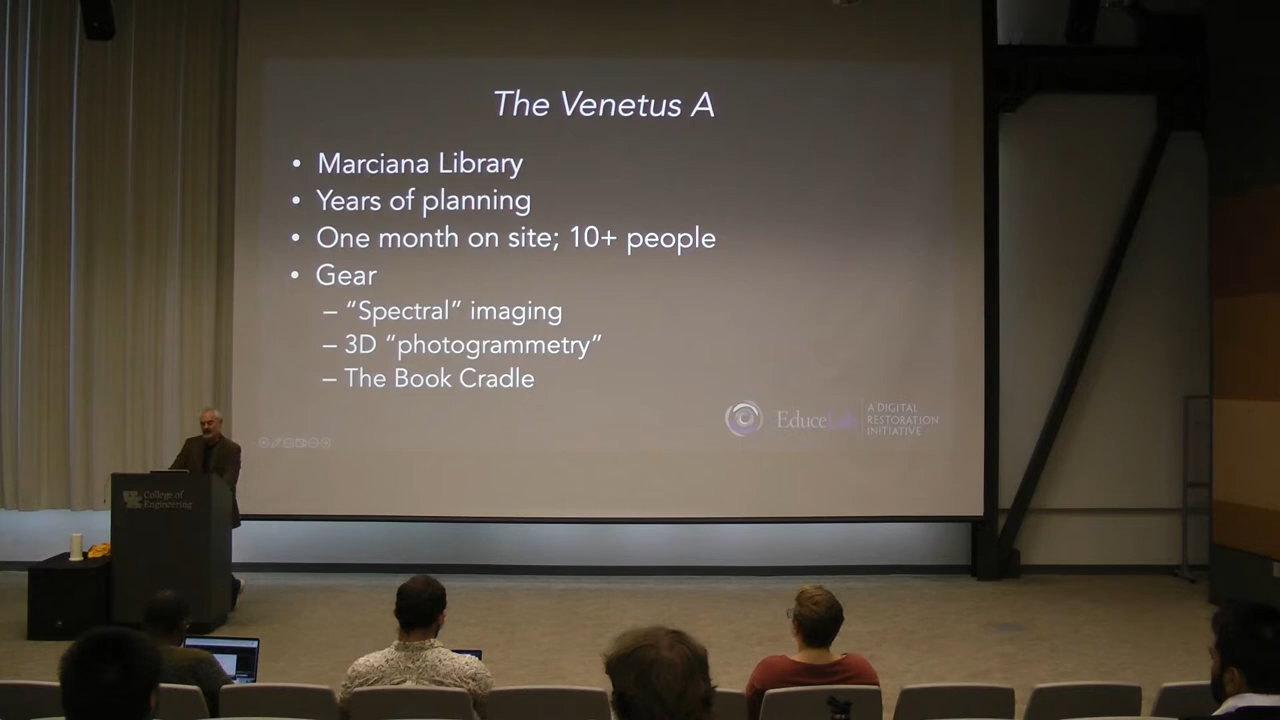 The Venetus A
• Marciana Library
• Years of planning
• One month on site; 10+ people
• Gear
– “Spectral” imaging
– 3D “photogrammetry”
– The Book Cradle
EduceLab
A DIGITAL
RESTORATION
INITIATIVE
UK College of
Engineering